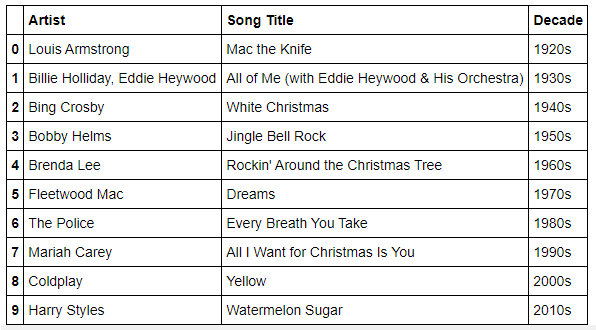 Artist Song Title Decade
0 Louis Armstrong Mac the Knife 1920s
1 Billie Holliday, Eddie Heywood All of Me (with Eddie Heywood & His Orchestra) 1930s
2 Bing Crosby White Christmas 1940s
3 Bobby Helms Jingle Bell Rock 1950s
4 Brenda Lee Rockin' Around the Christmas Tree 1960s
5 Fleetwood Mac Dreams 1970s
6 The Police Every Breath You Take 1980s
7 Mariah Carey All I Want for Christmas Is You 1990s
8 Coldplay Yellow 2000s
9 Harry Styles Watermelon Sugar 2010s